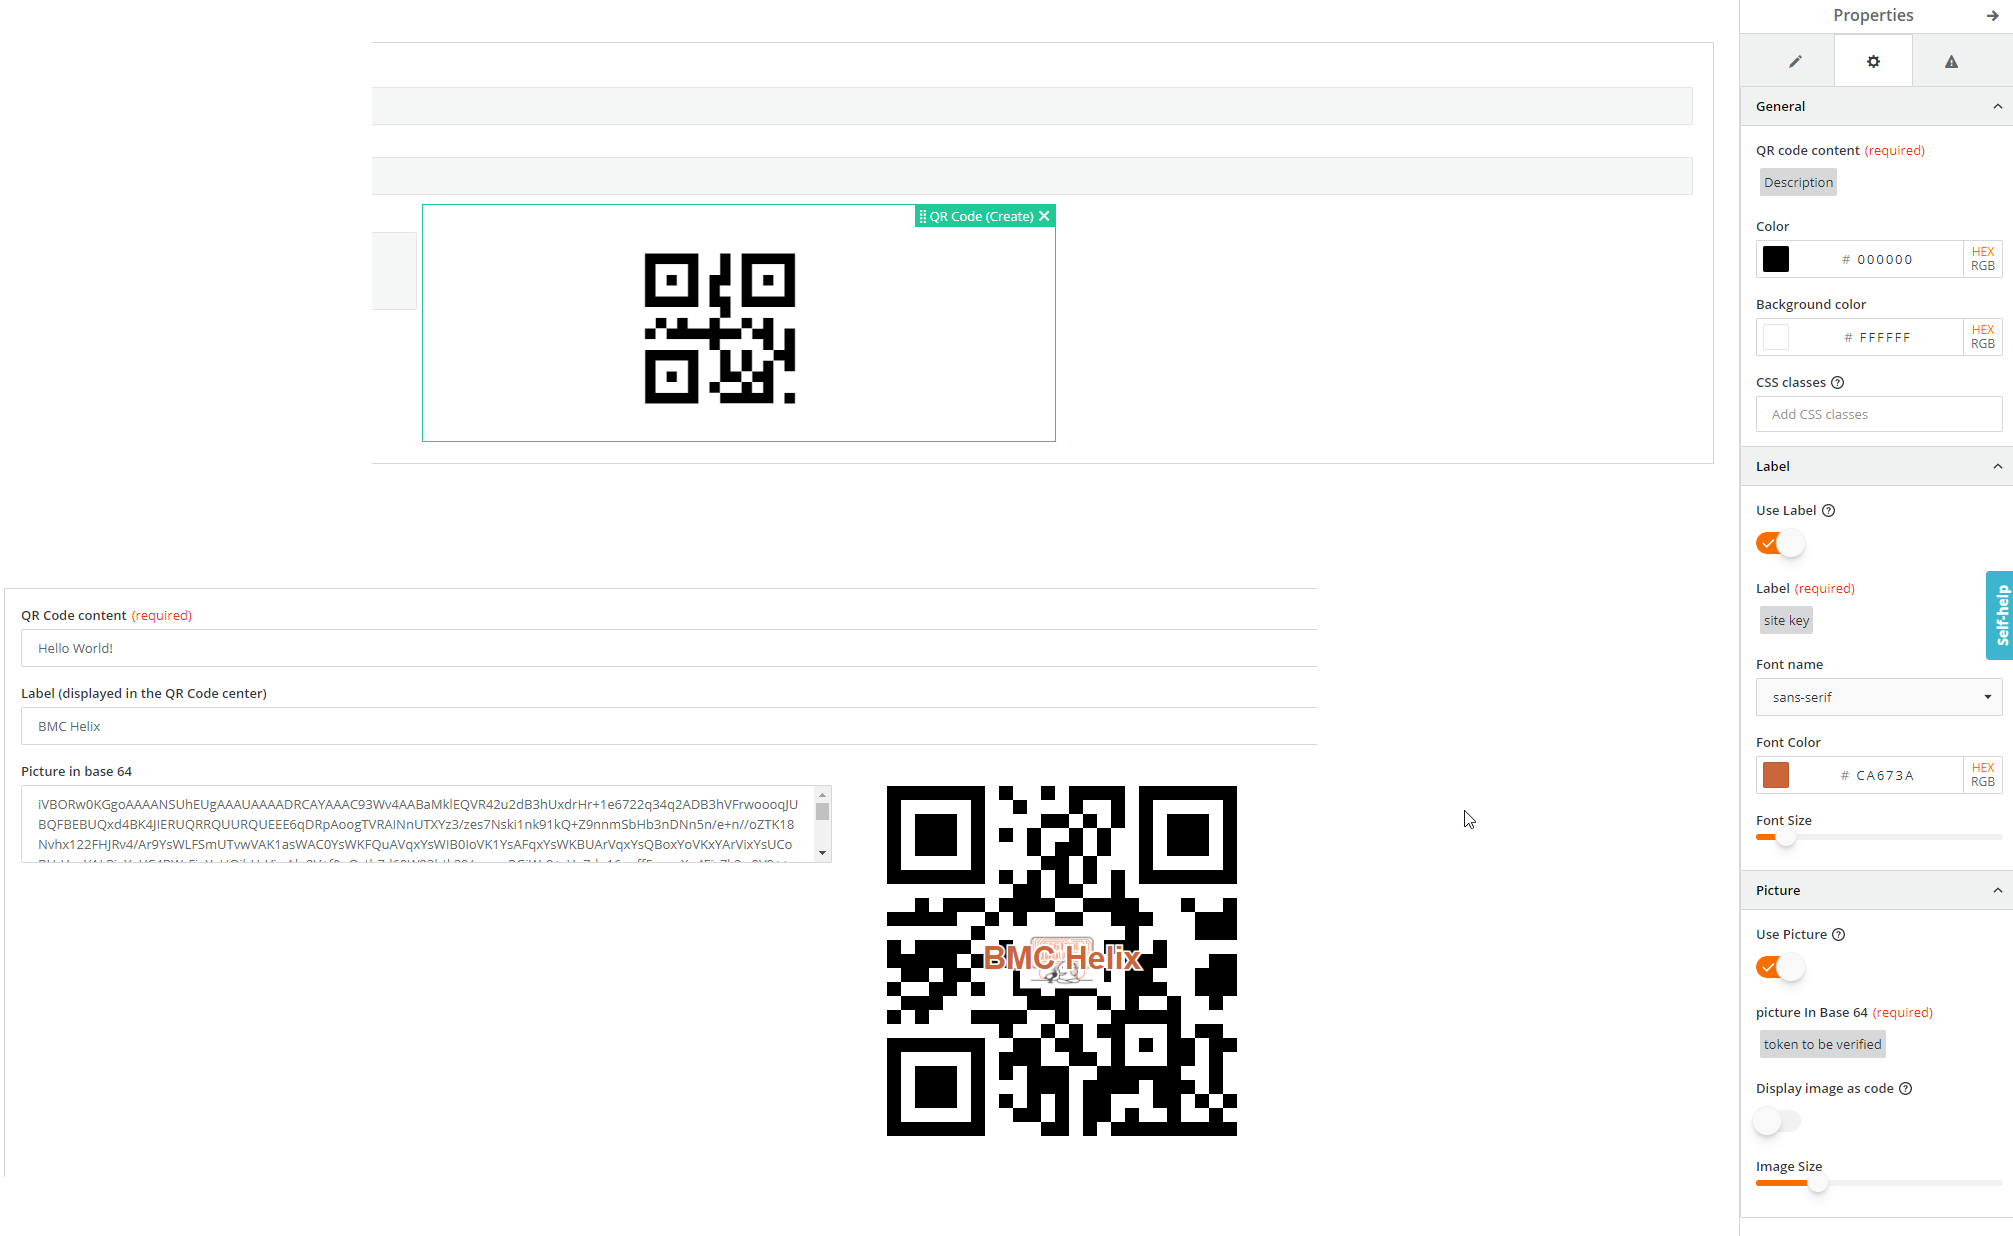 QR Code (Create)
QR Code content (required)
Hello World!
Label (displayed in the QR Code center)
BMC Helix
Picture in base 64
iVBORw0KGgoAAAANSUhEUgAAAUAAAADRCAYAAAC93Wv4AABaMklEQVR42u2dB3hUxdrHr+1e6722q34q2ADB3hVFrwoooqJU
BQFBEBUQxd4BK4JIERUQRRQUURQUEEE6qDRpAoogTVRAINnUTXYz3/zes7Nski1nk91kQ+Z9nnmSbHb3nDNn5n/e+n//oZTK18
Nvhx122FHJRv4/Ar9YsWLFSmUTvwVAK1asWAC0YsWKFQuAVqxYsWIB0IoVK1YsAFqxYsWKBUArVqxYsQBoxYoVKxYArVixYsUCoBUrVqxYALRixYoVC4BWrFixYgHQihUrViwAWrFixYoFQCtWrFixAGjFihUr
BMC Helix
Properties
General
QR code content (required)
Description
Color
# 000000
HEX
RGB
Background color
# FFFFFF
HEX
RGB
CSS classes
Add CSS classes
Label
Use Label
Label (required)
site key
Font name
sans-serif
Font Color
# CA673A
HEX
RGB
Font Size
Picture
Use Picture
picture In Base 64 (required)
token to be verified
Display image as code
Image Size
Self-help